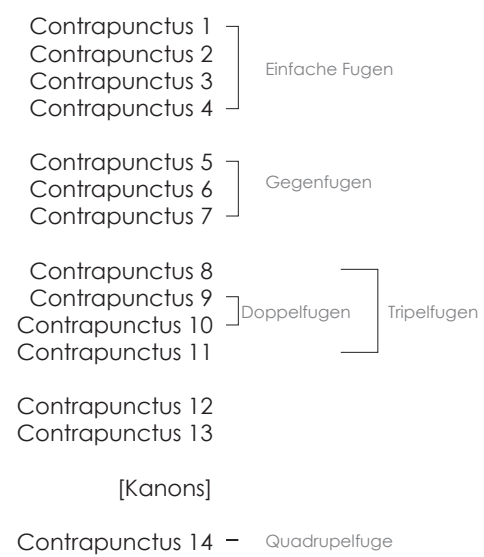 Contrapunctus 1
Contrapunctus 2
Einfache Fugen
Contrapunctus 3
Contrapunctus 4
Contrapunctus 5
Contrapunctus 6
Gegenfugen
Contrapunctus 7
Contrapunctus 8
Contrapunctus 9
Doppelfugen
Tripelfugen
Contrapunctus 10
Contrapunctus 11
Contrapunctus 12
Contrapunctus 13
[Kanons]
Contrapunctus 14 – Quadrupelfuge